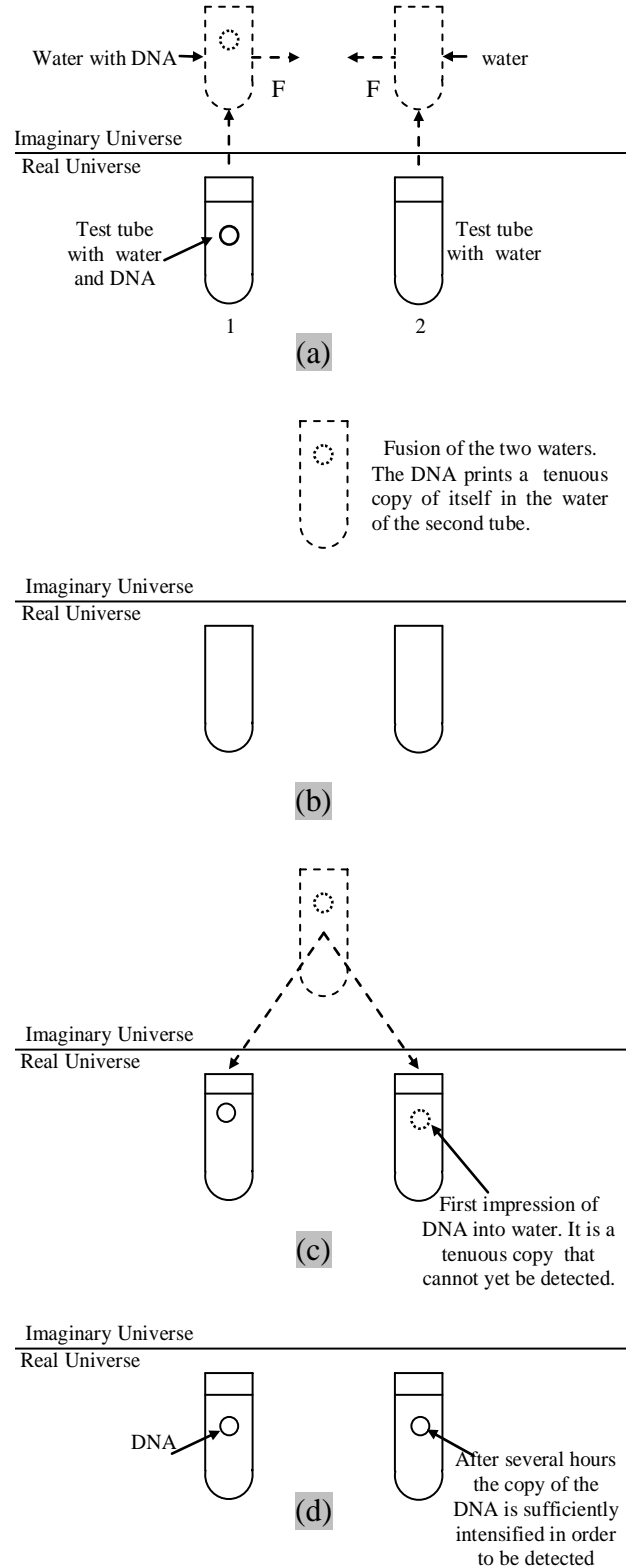 Water with DNA
F
F
water
Imaginary Universe
Real Universe
Test tube
with water
and DNA
Test tube
with water
1
2
(a)
Fusion of the two waters.
The DNA prints a tenuous
copy of itself in the water
of the second tube.
Imaginary Universe
Real Universe
(b)
Imaginary Universe
Real Universe
First impression of
DNA into water. It is a
tenuous copy that
cannot yet be detected.
(c)
Imaginary Universe
Real Universe
DNA
After several hours
the copy of the
DNA is sufficiently
intensified in order
to be detected
(d)